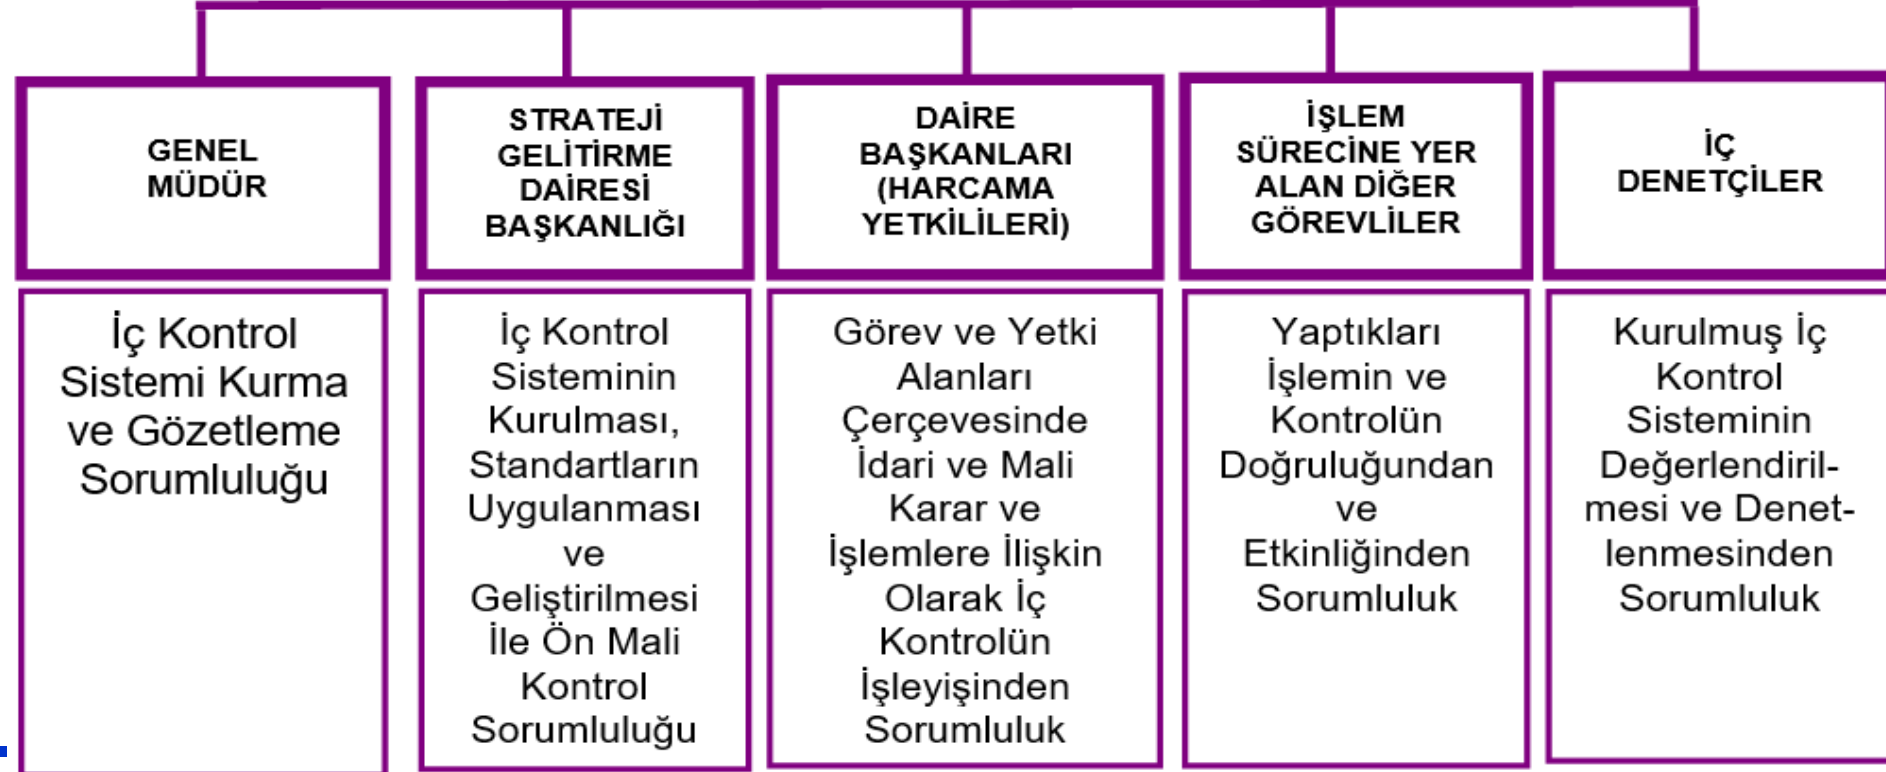 GENEL
MÜDÜR
STRATEJİ
GELİTİRME
DAİRESİ
BAŞKANLIĞI
DAİRE
BAŞKANLARI
(HARCAMA
YETKİLİLERİ)
İŞLEM
SÜRECİNE YER
ALAN DİĞER
GÖREVLİLER
İÇ
DENETÇİLER
İç Kontrol
Sistemi Kurma
ve Gözetleme
Sorumluluğu
İç Kontrol
Sisteminin
Kurulması,
Standartların
Uygulanması
ve
Geliştirilmesi
İle Ön Mali
Kontrol
Sorumluluğu
Görev ve Yetki
Alanları
Çerçevesinde
İdari ve Mali
Karar ve
İşlemlere İlişkin
Olarak İç
Kontrolün
İşleyişinden
Sorumluluk
Yaptıkları
İşlemin ve
Kontrolün
Doğruluğundan
ve
Etkinliğinden
Sorumluluk
Kurulmuş İç
Kontrol
Sisteminin
Değerlendiril-
mesi ve Denet-
lenmesinden
Sorumluluk